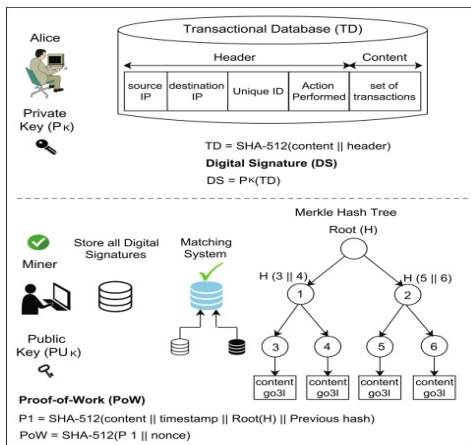 Transactional Database (TD)
Alice
Header
Content
source IP
destination IP
Unique ID
Action Performed
set of transactions
Private
Key (PK)
TD = SHA-512(content || header)
Digital Signature (DS)
DS = PK(TD)
Merkle Hash Tree
Root (H)
Miner
Store all Digital
Signatures
Matching
System
H (3 || 4)
H (5 || 6)
1
2
3
4
5
6
Public
Key (PUK)
content
go3l
content
go3l
content
go3l
content
go3l
Proof-of-Work (PoW)
P1 = SHA-512(content || timestamp || Root(H) || Previous hash)
PoW = SHA-512(P 1 || nonce)